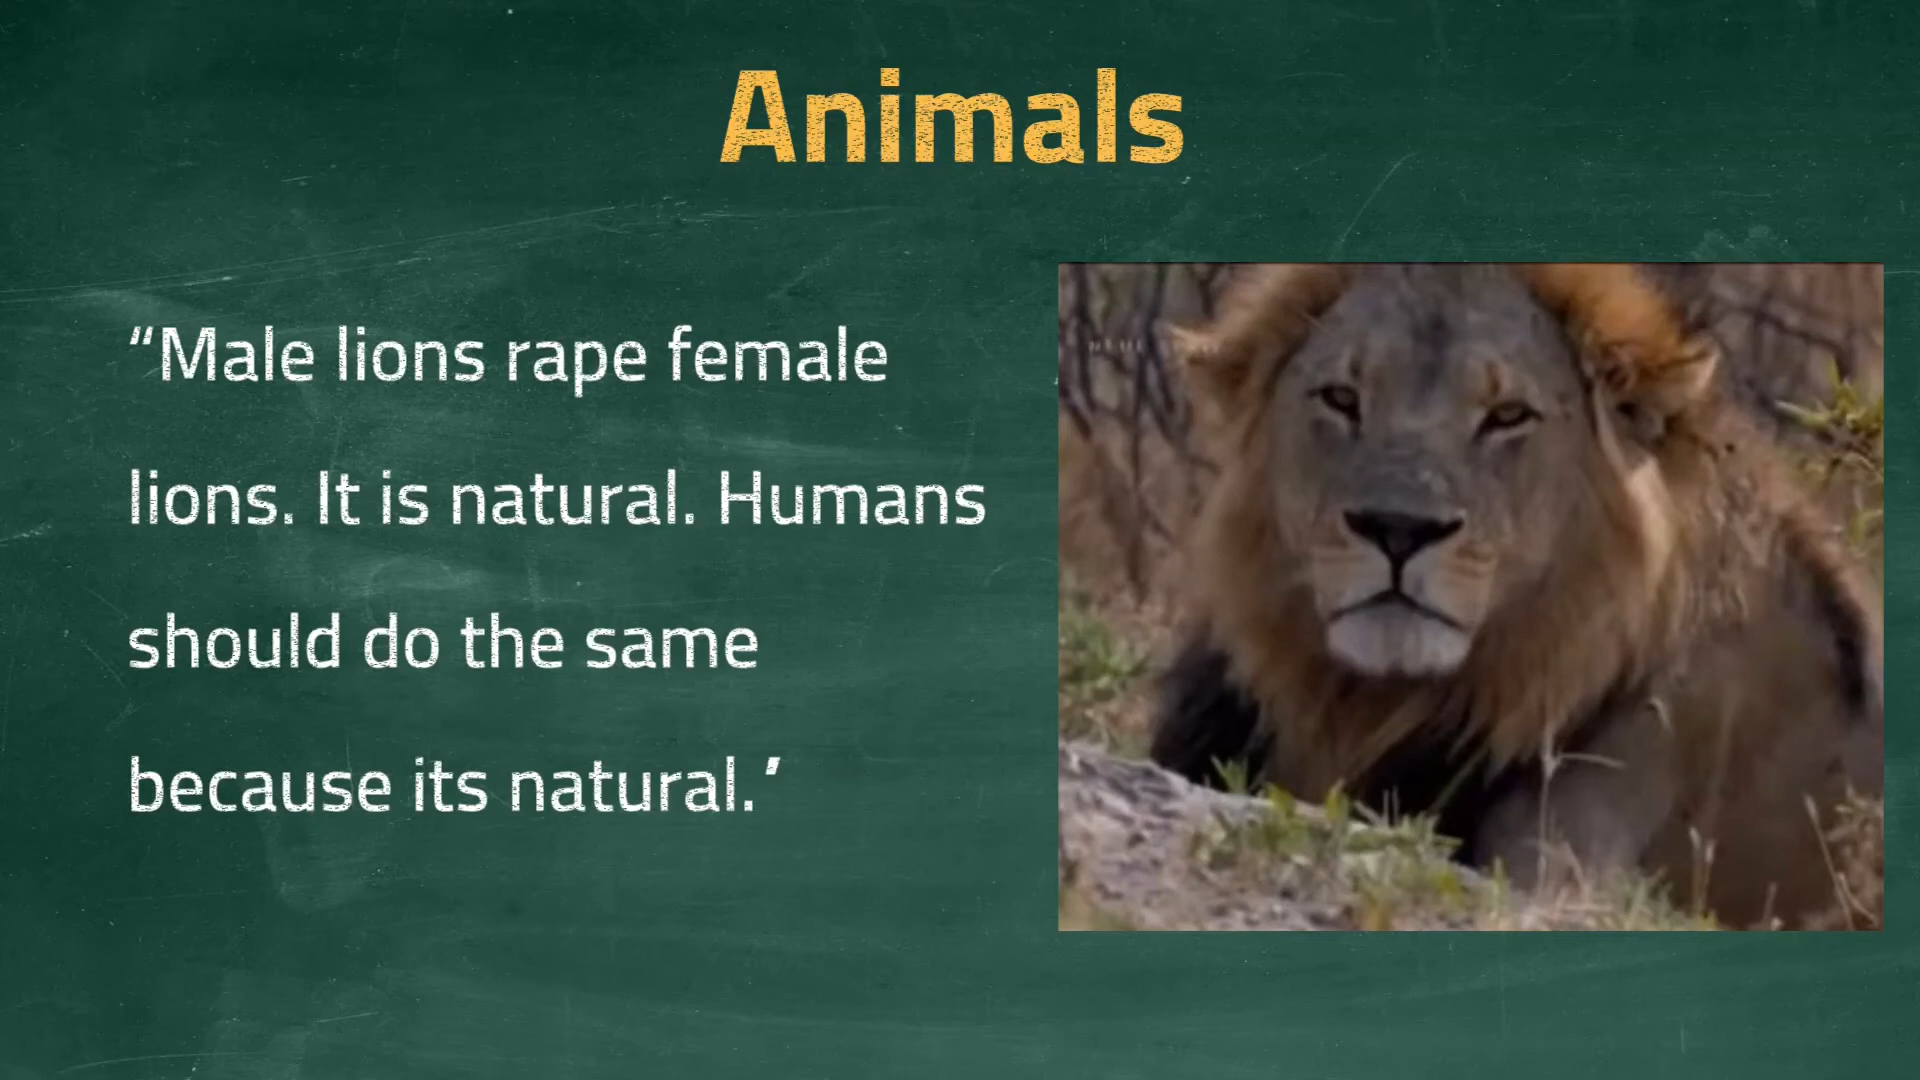 Animals
“Male lions rape female
lions. It is natural. Humans
should do the same
because its natural.’